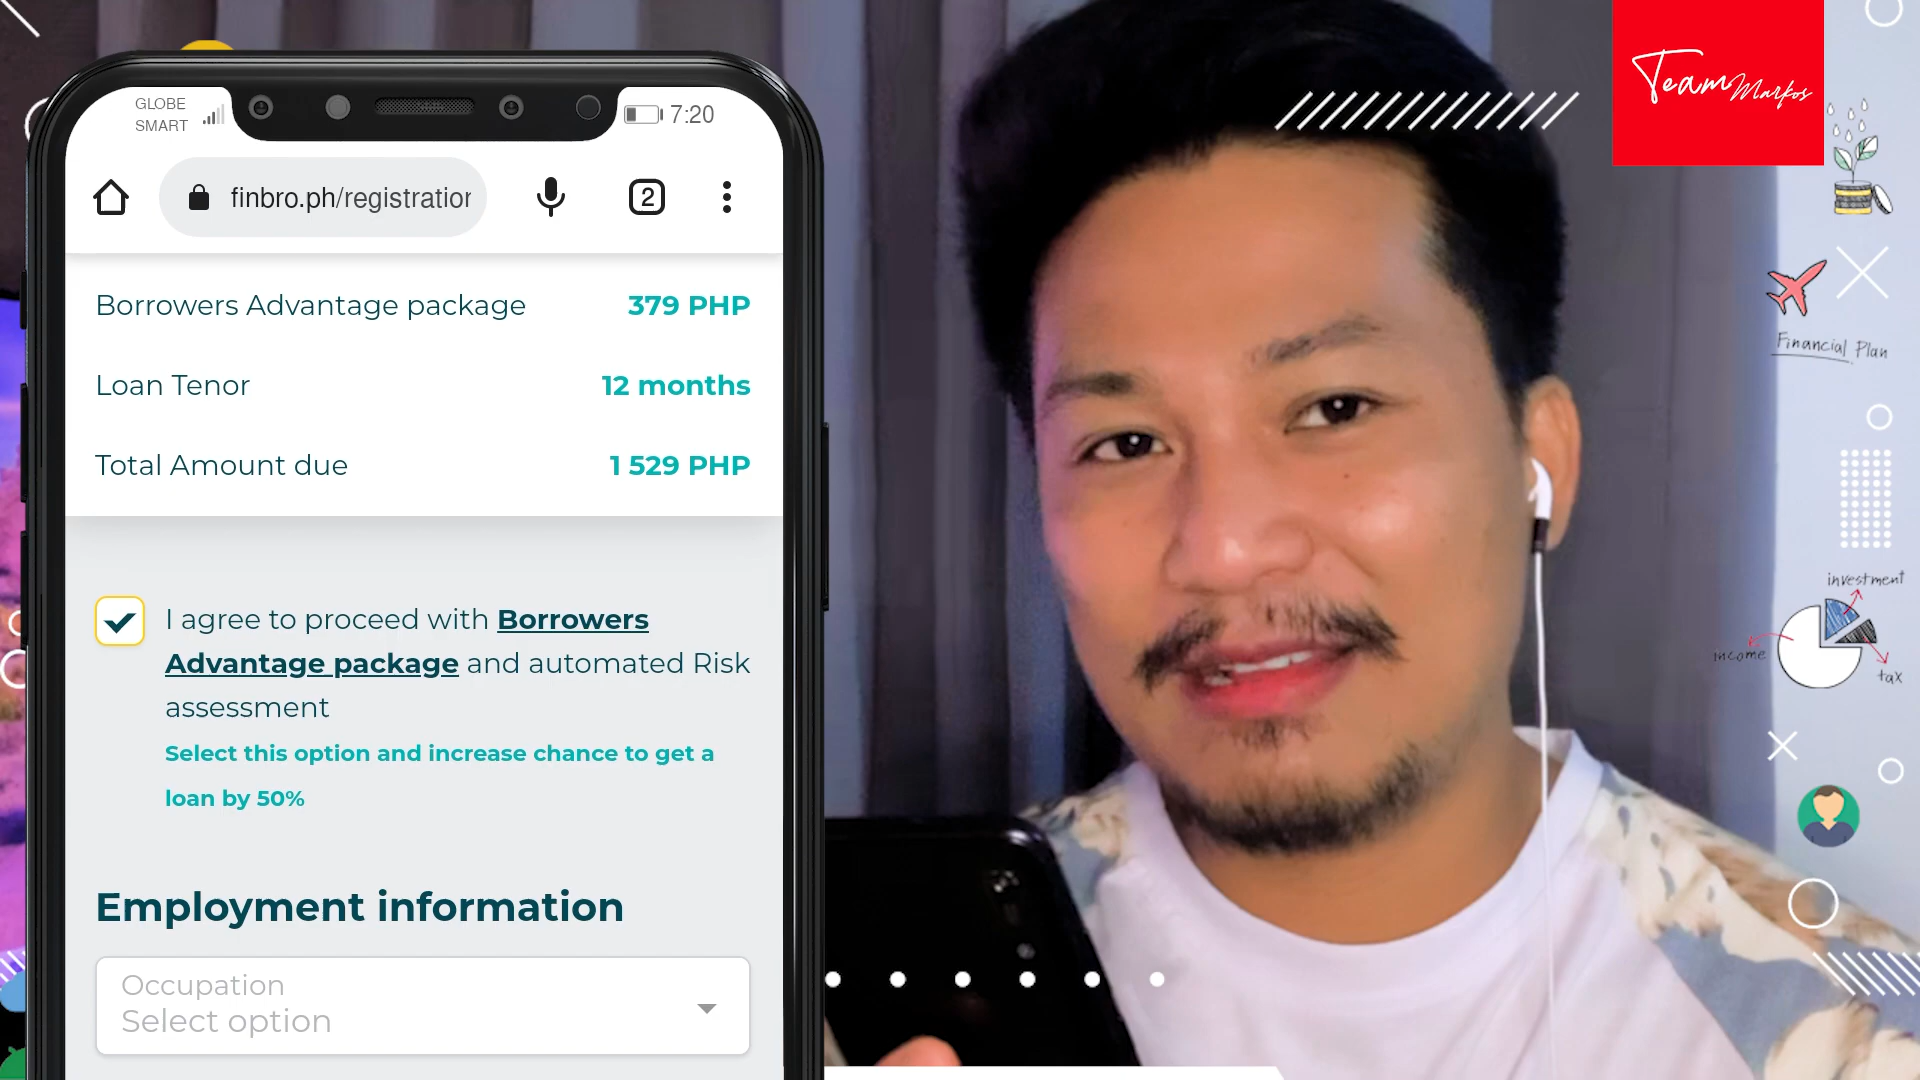 GLOBE
SMART
7:20
finbro.ph/registration
2
Borrowers Advantage package 379 PHP
Loan Tenor 12 months
Total Amount due 1 529 PHP
I agree to proceed with Borrowers
Advantage package and automated Risk
assessment
Select this option and increase chance to get a
loan by 50%
Employment information
Occupation
Select option
Team Markos
Financial Plan
investment
income
tax